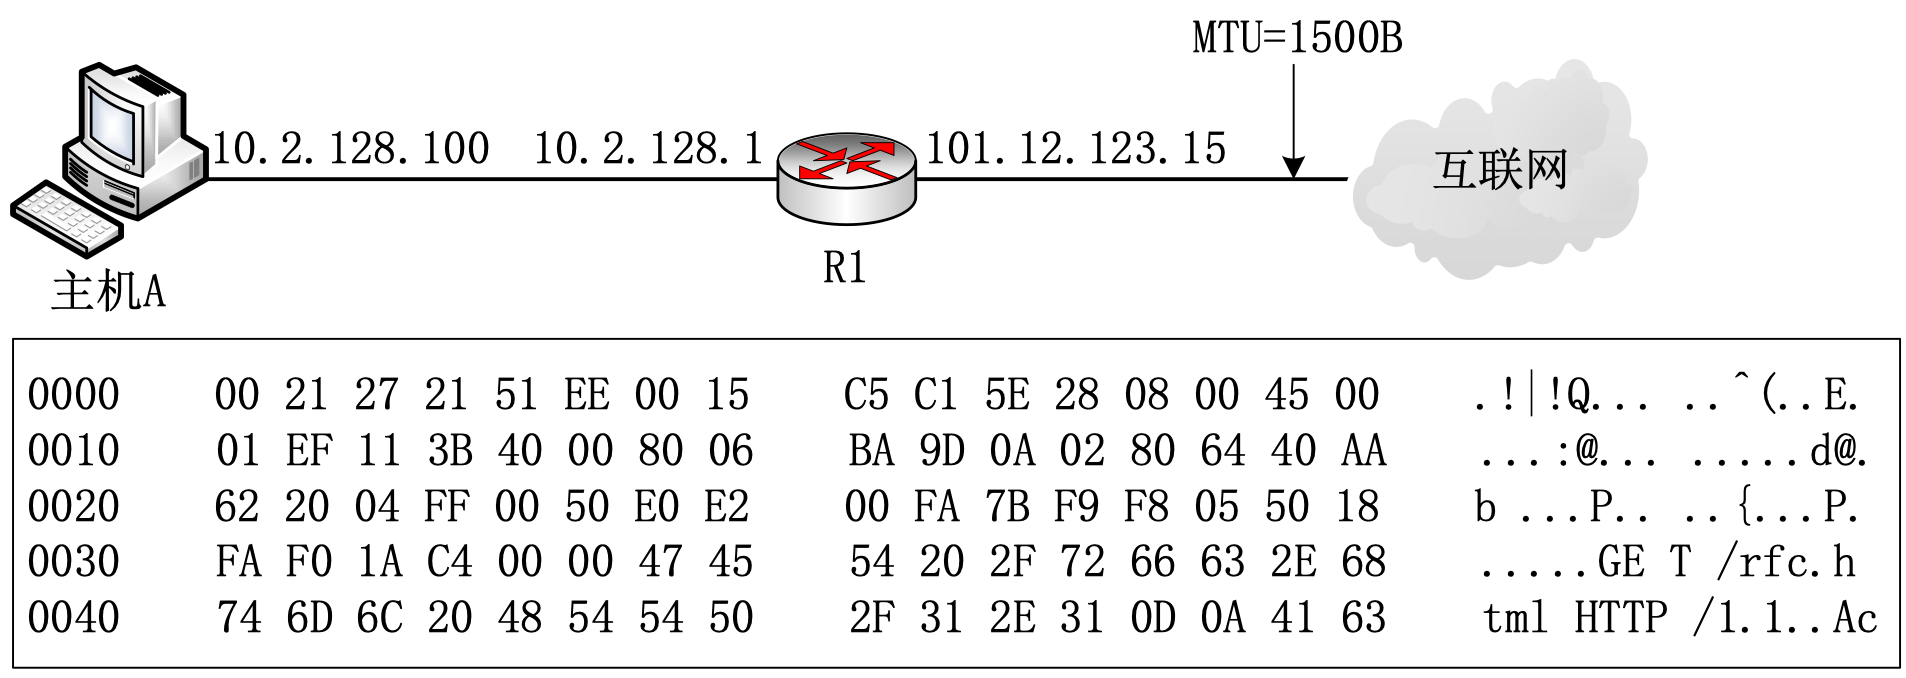 MTU=1500B
10.2.128.100 10.2.128.1 101.12.123.15
互联网
R1
主机A
0000 00 21 27 21 51 EE 00 15 C5 C1 5E 28 08 00 45 00 .!|!Q... ..^(..E.
0010 01 EF 11 3B 40 00 80 06 BA 9D 0A 02 80 64 40 AA ...:@... .....d@.
0020 62 20 04 FF 00 50 E0 E2 00 FA 7B F9 F8 05 50 18 b ...P.. ..{...P.
0030 FA F0 1A C4 00 00 47 45 54 20 2F 72 66 63 2E 68 .....GE T /rfc.h
0040 74 6D 6C 20 48 54 54 50 2F 31 2E 31 0D 0A 41 63 tml HTTP /1.1..Ac